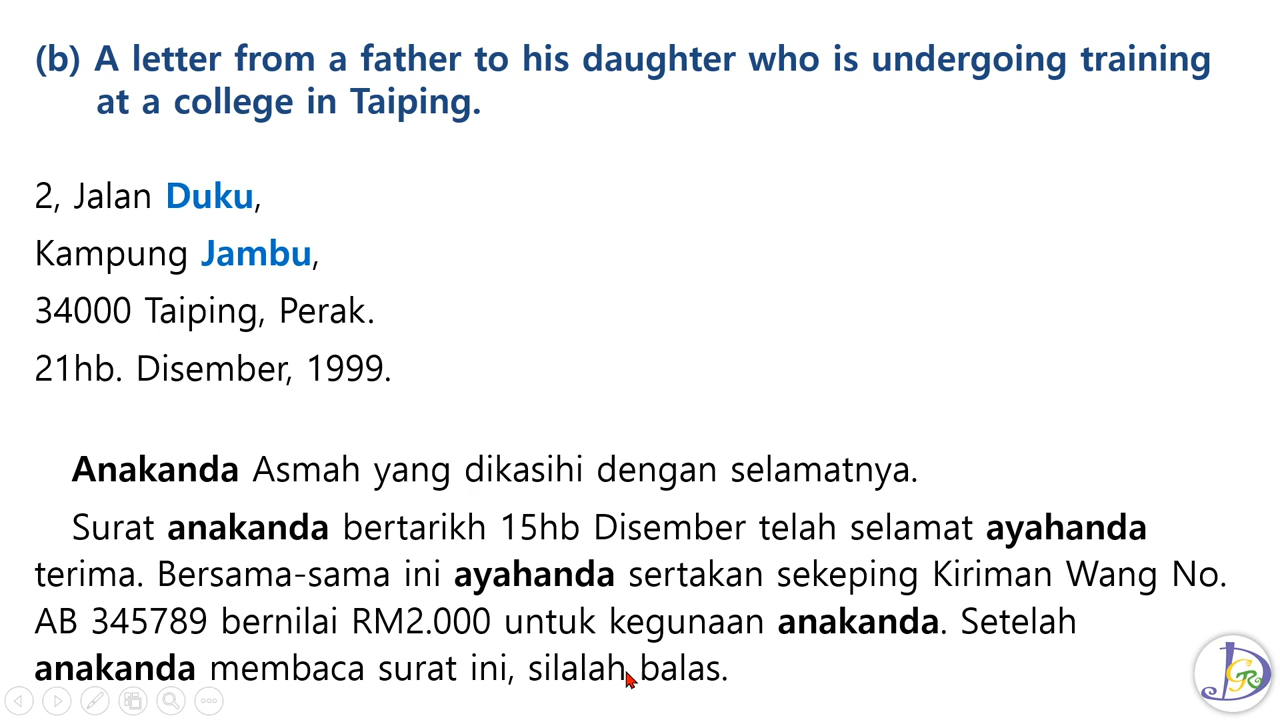 (b) A letter from a father to his daughter who is undergoing training
at a college in Taiping.
2, Jalan Duku,
Kampung Jambu,
34000 Taiping, Perak.
21hb. Disember, 1999.
Anakanda Asmah yang dikasihi dengan selamatnya.
Surat anakanda bertarikh 15hb Disember telah selamat ayahanda
terima. Bersama-sama ini ayahanda sertakan sekeping Kiriman Wang No.
AB 345789 bernilai RM2.000 untuk kegunaan anakanda. Setelah
anakanda membaca surat ini, silalah balas.